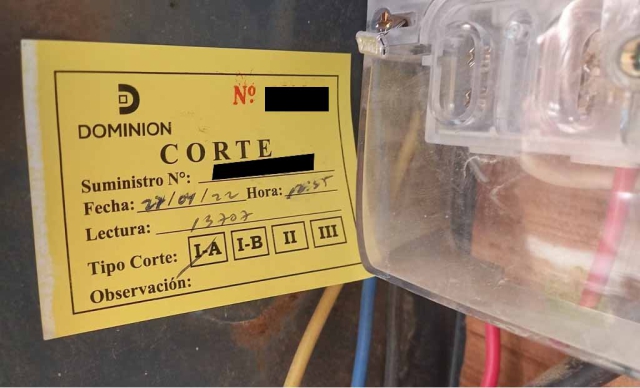 Nº
DOMINION
CORTE
Suministro Nº:
Fecha: 27/04/22 Hora:
Lectura: 13707
Tipo Corte: I-A I-B II III
Observación: